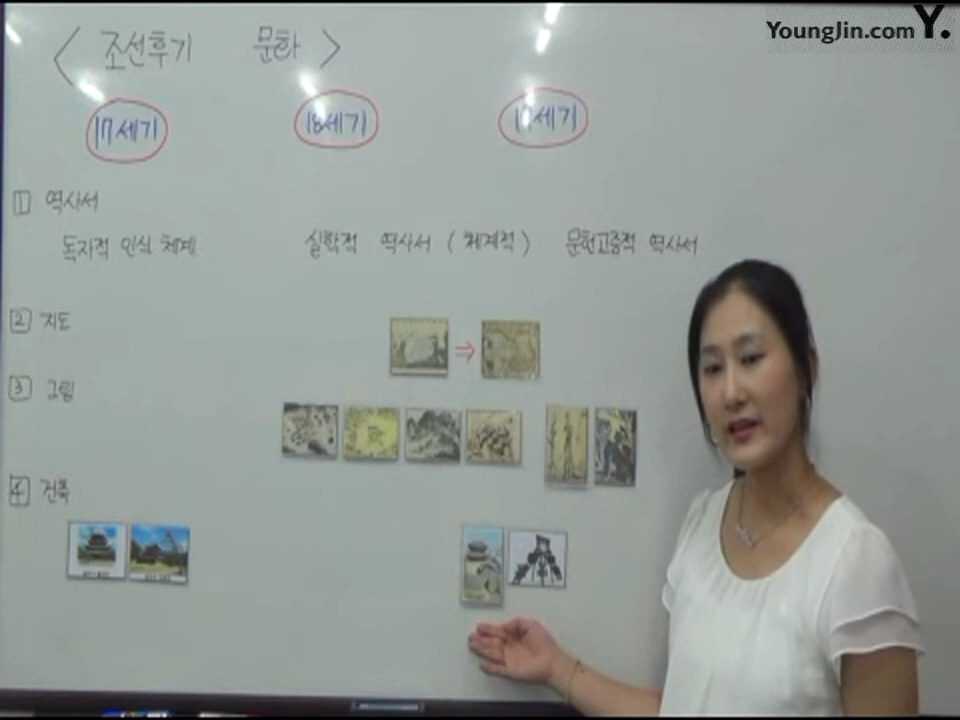 YoungJin.com Y.
< 조선후기 문화 >
17세기 18세기 19세기
1 역사서
독자적 인식 체계 실학적 역사서 (체계적) 문헌고증적 역사서
2 지도
⇒
3 그림
4 건축